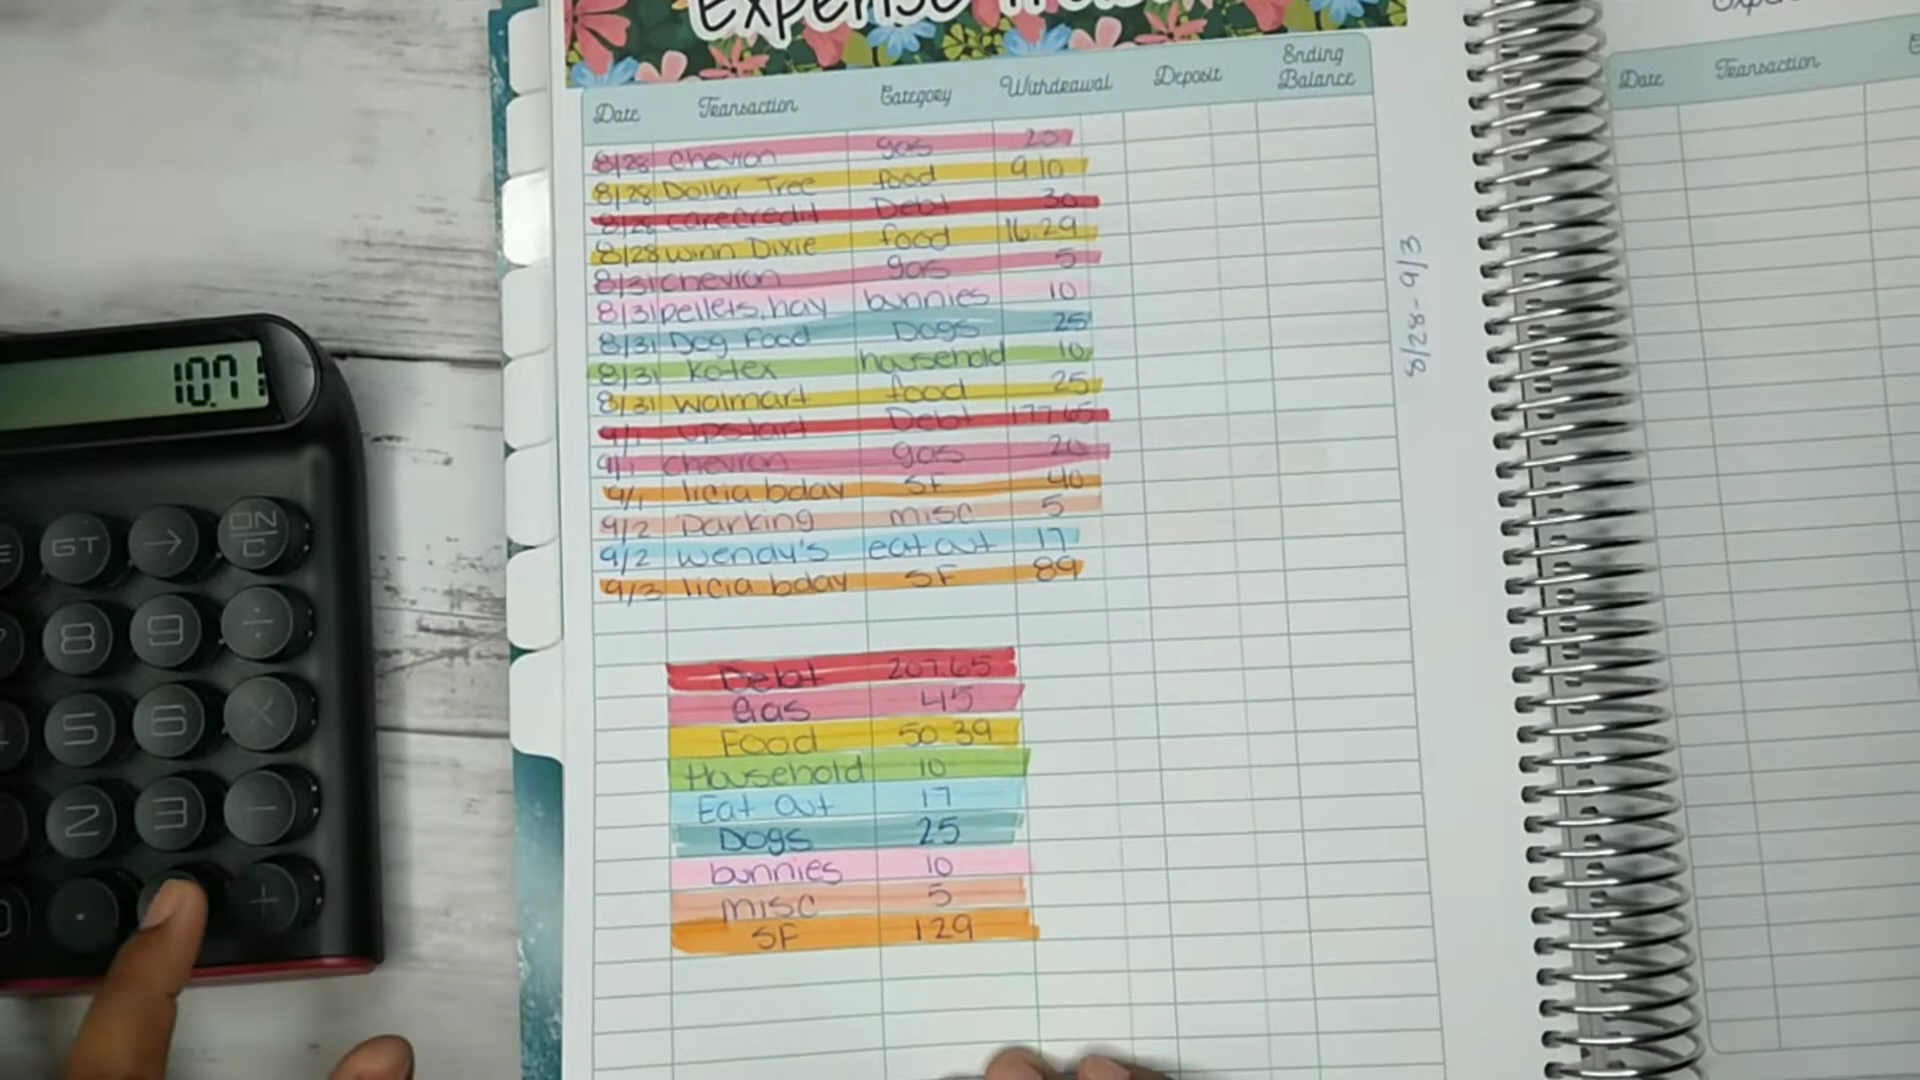 Expense
Date Transaction Category Withdrawal Deposit Ending Balance
8/28 Chevron gas 20
8/28 Dollar Tree food 9.10
8/28 carecredit Debt 30
8/28 Winn Dixie food 16.29
8/31 Chevron gas 5
8/31 pellets, hay bunnies 10
8/31 Dog Food Dogs 25
8/31 Kotex household 10
8/31 walmart food 25
9/1 upstart Debt 177.65
9/1 chevron gas 20
9/1 licia bday SF 40
9/2 Parking misc 5
9/2 Wendy's eat out 17
9/3 licia bday SF 89
Debt 207.65
Gas 45
Food 50.39
Household 10
Eat Out 17
Dogs 25
bunnies 10
misc 5
SF 129
8/28-9/3
Date Transaction
GT → ON/C
8 9 ÷
5 6 ×
2 3 −
. +